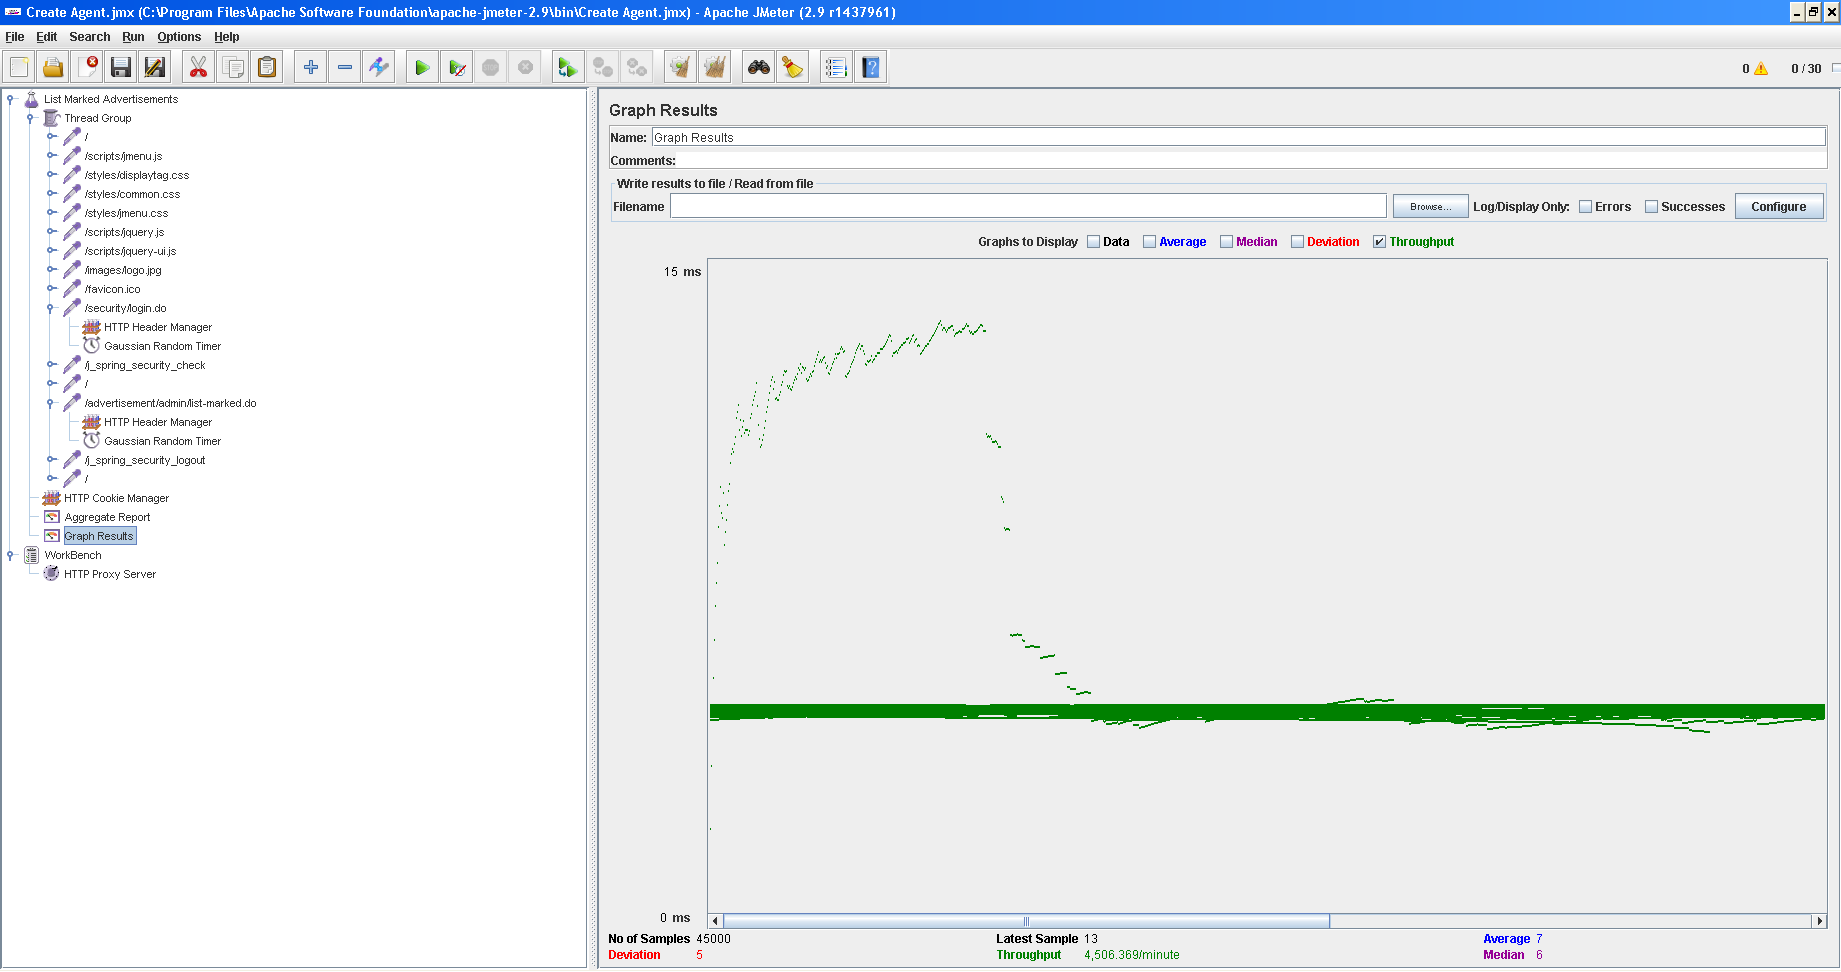 Create Agent.jmx (C:\Program Files\Apache Software Foundation\apache-jmeter-2.9\bin\Create Agent.jmx) - Apache JMeter (2.9 r1437961)
File Edit Search Run Options Help
0 0 / 30
List Marked Advertisements
Thread Group
/
/scripts/jmenu.js
/styles/displaytag.css
/styles/common.css
/styles/jmenu.css
/scripts/jquery.js
/scripts/jquery-ui.js
/images/logo.jpg
/favicon.ico
/security/login.do
HTTP Header Manager
Gaussian Random Timer
/j_spring_security_check
/
/advertisement/admin/list-marked.do
HTTP Header Manager
Gaussian Random Timer
/j_spring_security_logout
/
HTTP Cookie Manager
Aggregate Report
Graph Results
WorkBench
HTTP Proxy Server
Graph Results
Name: Graph Results
Comments:
Write results to file / Read from file
Filename Browse... Log/Display Only: Errors Successes Configure
Graphs to Display Data Average Median Deviation Throughput
15 ms
0 ms
No of Samples 45000 Latest Sample 13 Average 7
Deviation 5 Throughput 4,506.369/minute Median 6